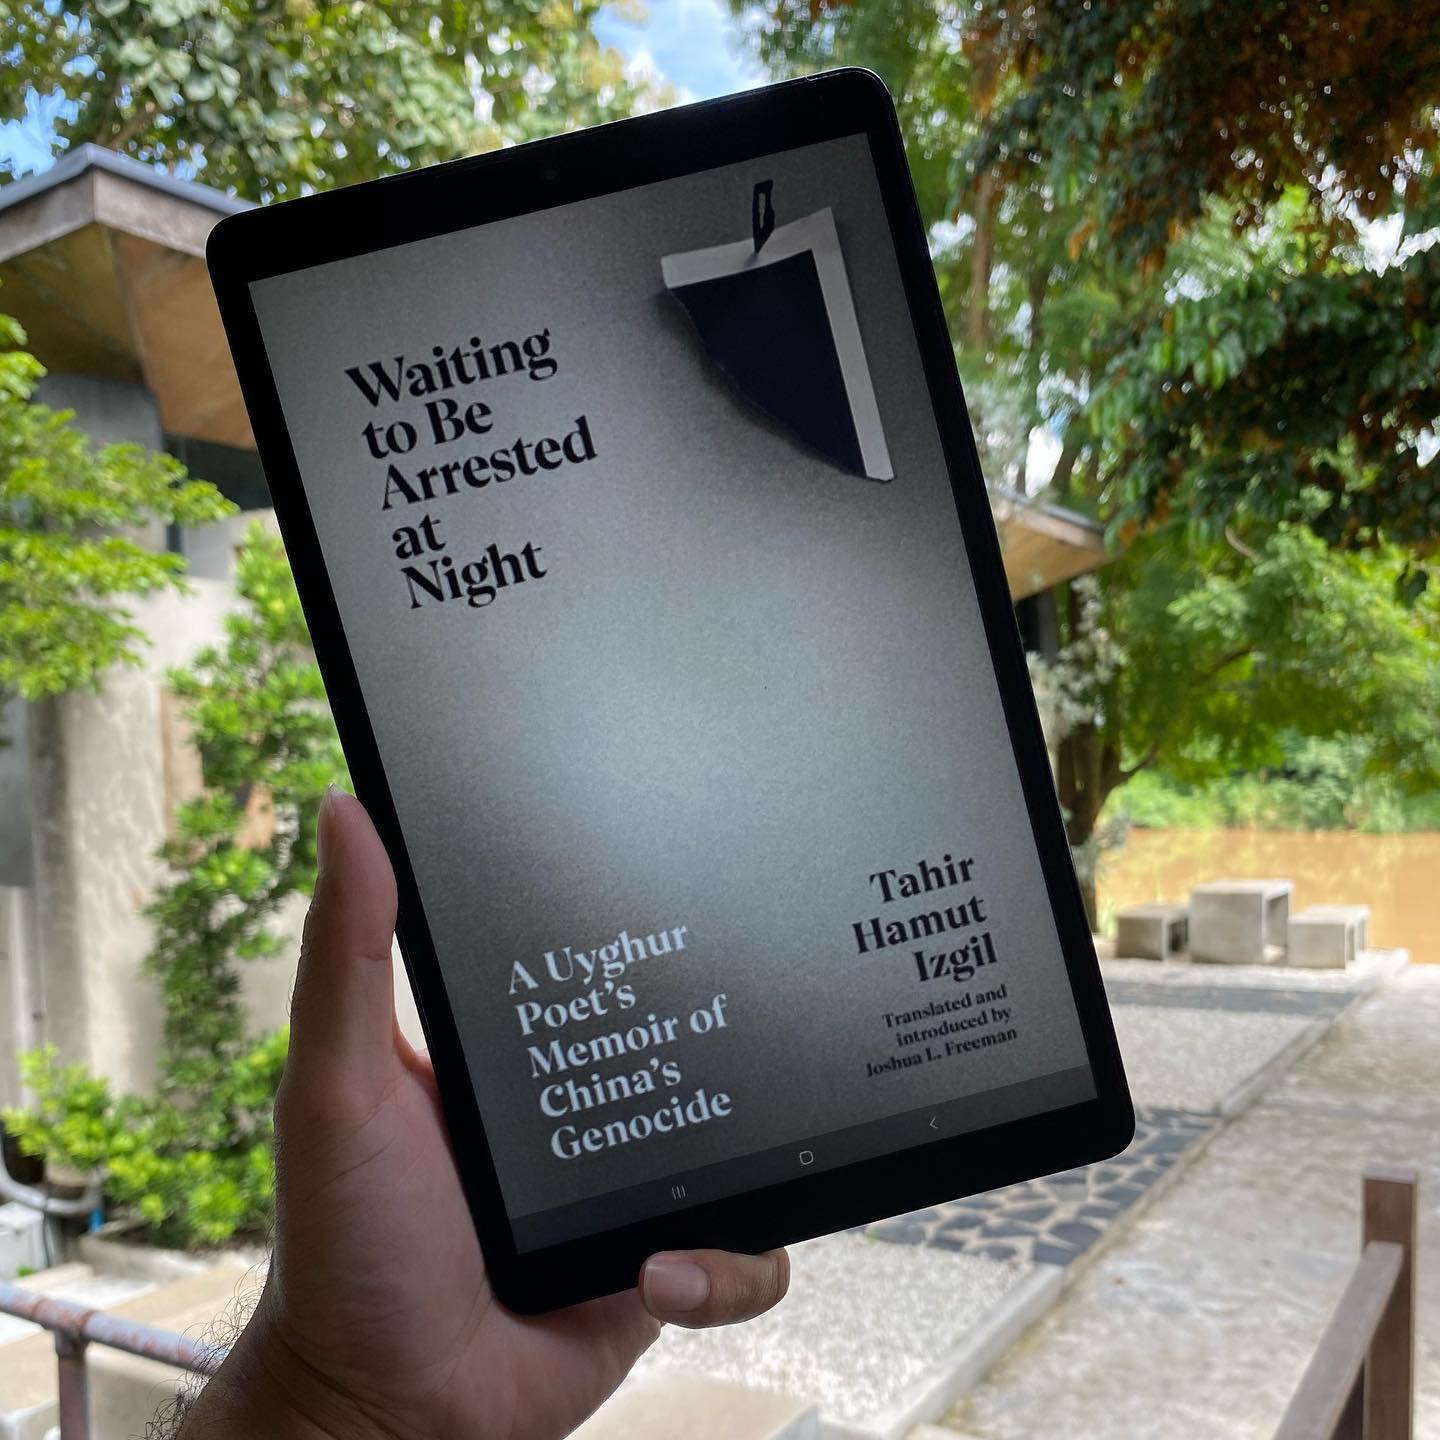 Waiting
to Be
Arrested
at
Night
A Uyghur
Poet's
Memoir of
China's
Genocide
Tahir
Hamut
Izgil
Translated and
introduced by
Joshua L. Freeman